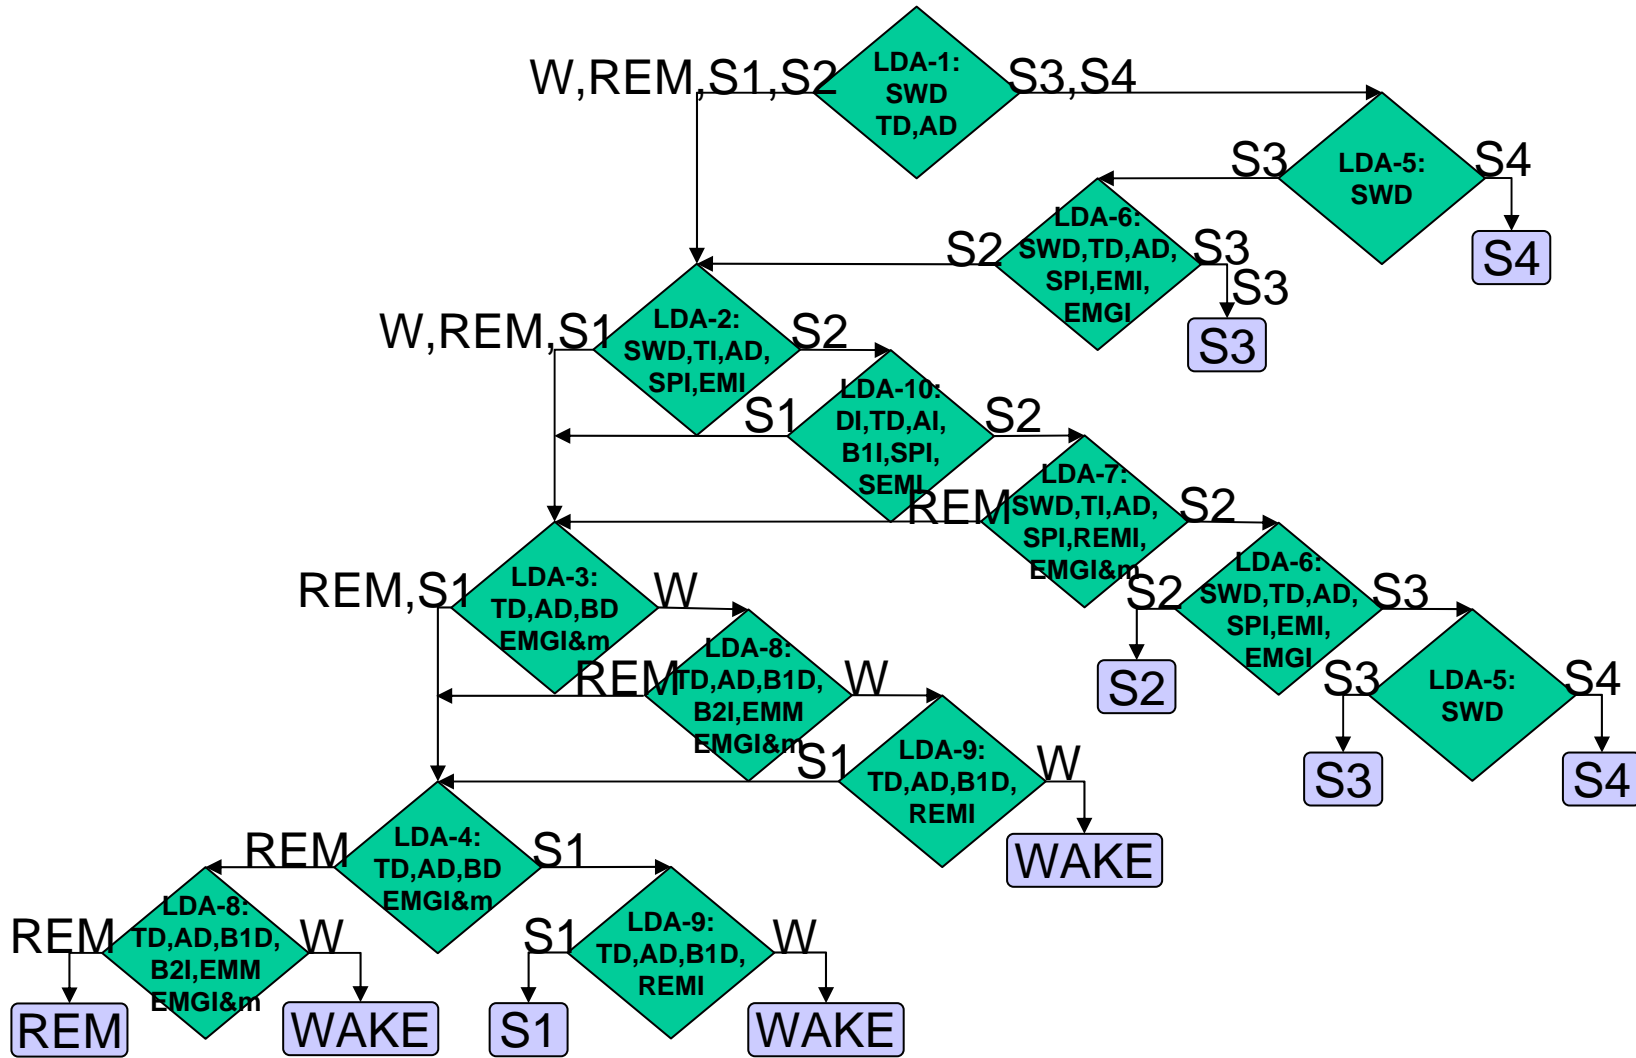 W,REM,S1,S2
LDA-1:
SWD
TD,AD
S3,S4
S3
LDA-5:
SWD
S4
S4
S2
LDA-6:
SWD,TD,AD,
SPI,EMI,
EMGI
S3
S3
S3
W,REM,S1
LDA-2:
SWD,TI,AD,
SPI,EMI
S2
S1
LDA-10:
DI,TD,AI,
B1I,SPI,
SEMI
S2
REM
LDA-7:
SWD,TI,AD,
SPI,REMI,
EMGI&m
S2
REM,S1
LDA-3:
TD,AD,BD
EMGI&m
W
S2
LDA-6:
SWD,TD,AD,
SPI,EMI,
EMGI
S3
S2
REM
LDA-8:
TD,AD,B1D,
B2I,EMM
EMGI&m
W
S3
LDA-5:
SWD
S4
S3
S4
S1
LDA-9:
TD,AD,B1D,
REMI
W
WAKE
REM
LDA-4:
TD,AD,BD
EMGI&m
S1
REM
LDA-8:
TD,AD,B1D,
B2I,EMM
EMGI&m
W
S1
LDA-9:
TD,AD,B1D,
REMI
W
REM
WAKE
S1
WAKE